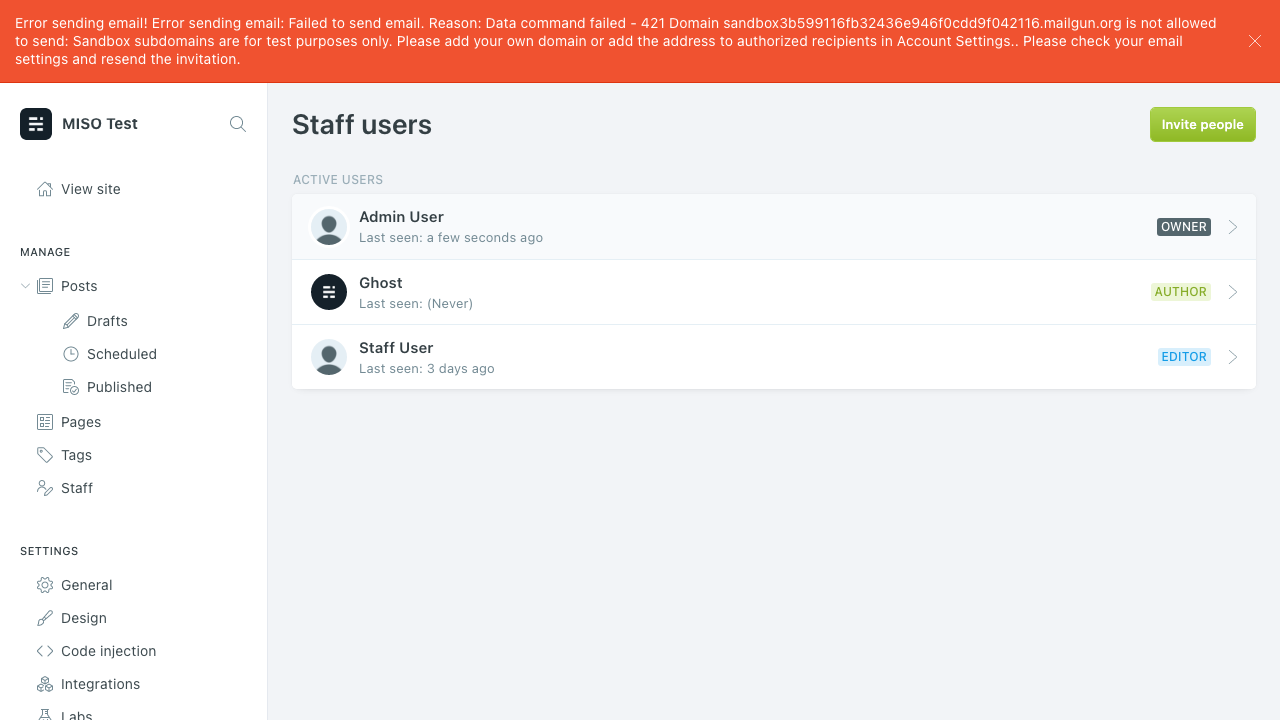 Error sending email! Error sending email: Failed to send email. Reason: Data command failed - 421 Domain sandbox3b599116fb32436e946f0cdd9f042116.mailgun.org is not allowed
to send: Sandbox subdomains are for test purposes only. Please add your own domain or add the address to authorized recipients in Account Settings.. Please check your email
settings and resend the invitation.
MISO Test
View site
MANAGE
Posts
Drafts
Scheduled
Published
Pages
Tags
Staff
SETTINGS
General
Design
Code injection
Integrations
Labs
Staff users
Invite people
ACTIVE USERS
Admin User
Last seen: a few seconds ago
OWNER
Ghost
Last seen: (Never)
AUTHOR
Staff User
Last seen: 3 days ago
EDITOR